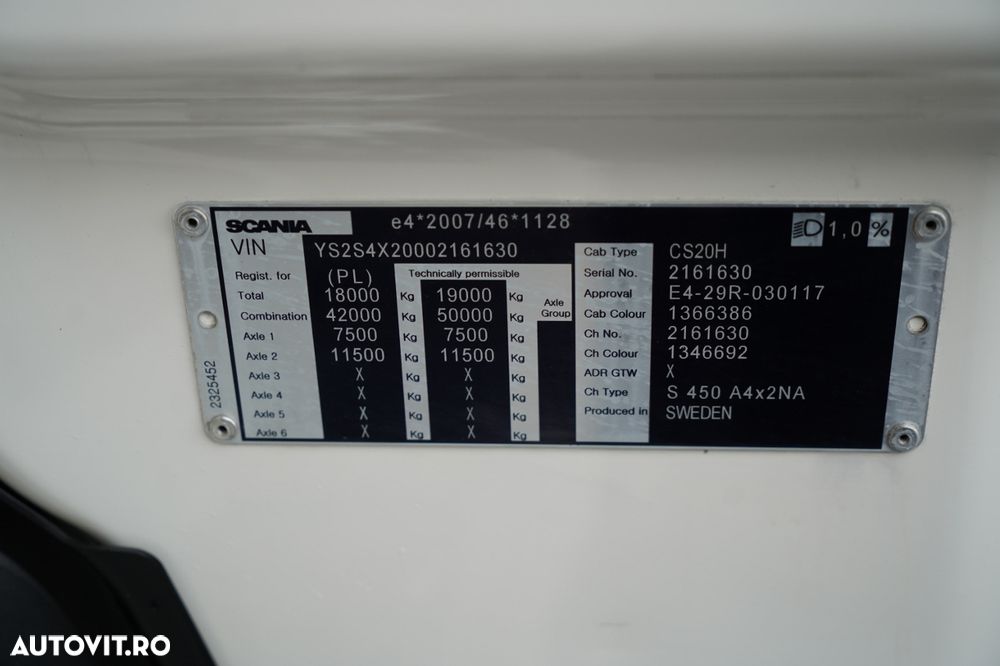 SCANIA e4*2007/46*1128 1,0 %
VIN YS2S4X20002161630
Regist. for (PL) Technically permissible
Total 18000 Kg 19000 Kg Axle Group
Combination 42000 Kg 50000 Kg
Axle 1 7500 Kg 7500 Kg
Axle 2 11500 Kg 11500 Kg
Axle 3 X Kg X Kg
Axle 4 X Kg X Kg
Axle 5 X Kg X Kg
Axle 6 X Kg X Kg
Cab Type CS20H
Serial No. 2161630
Approval E4-29R-030117
Cab Colour 1366386
Ch No. 2161630
Ch Colour 1346692
ADR GTW X
Ch Type S 450 A4x2NA
Produced in SWEDEN
2325452
AUTOVIT.RO